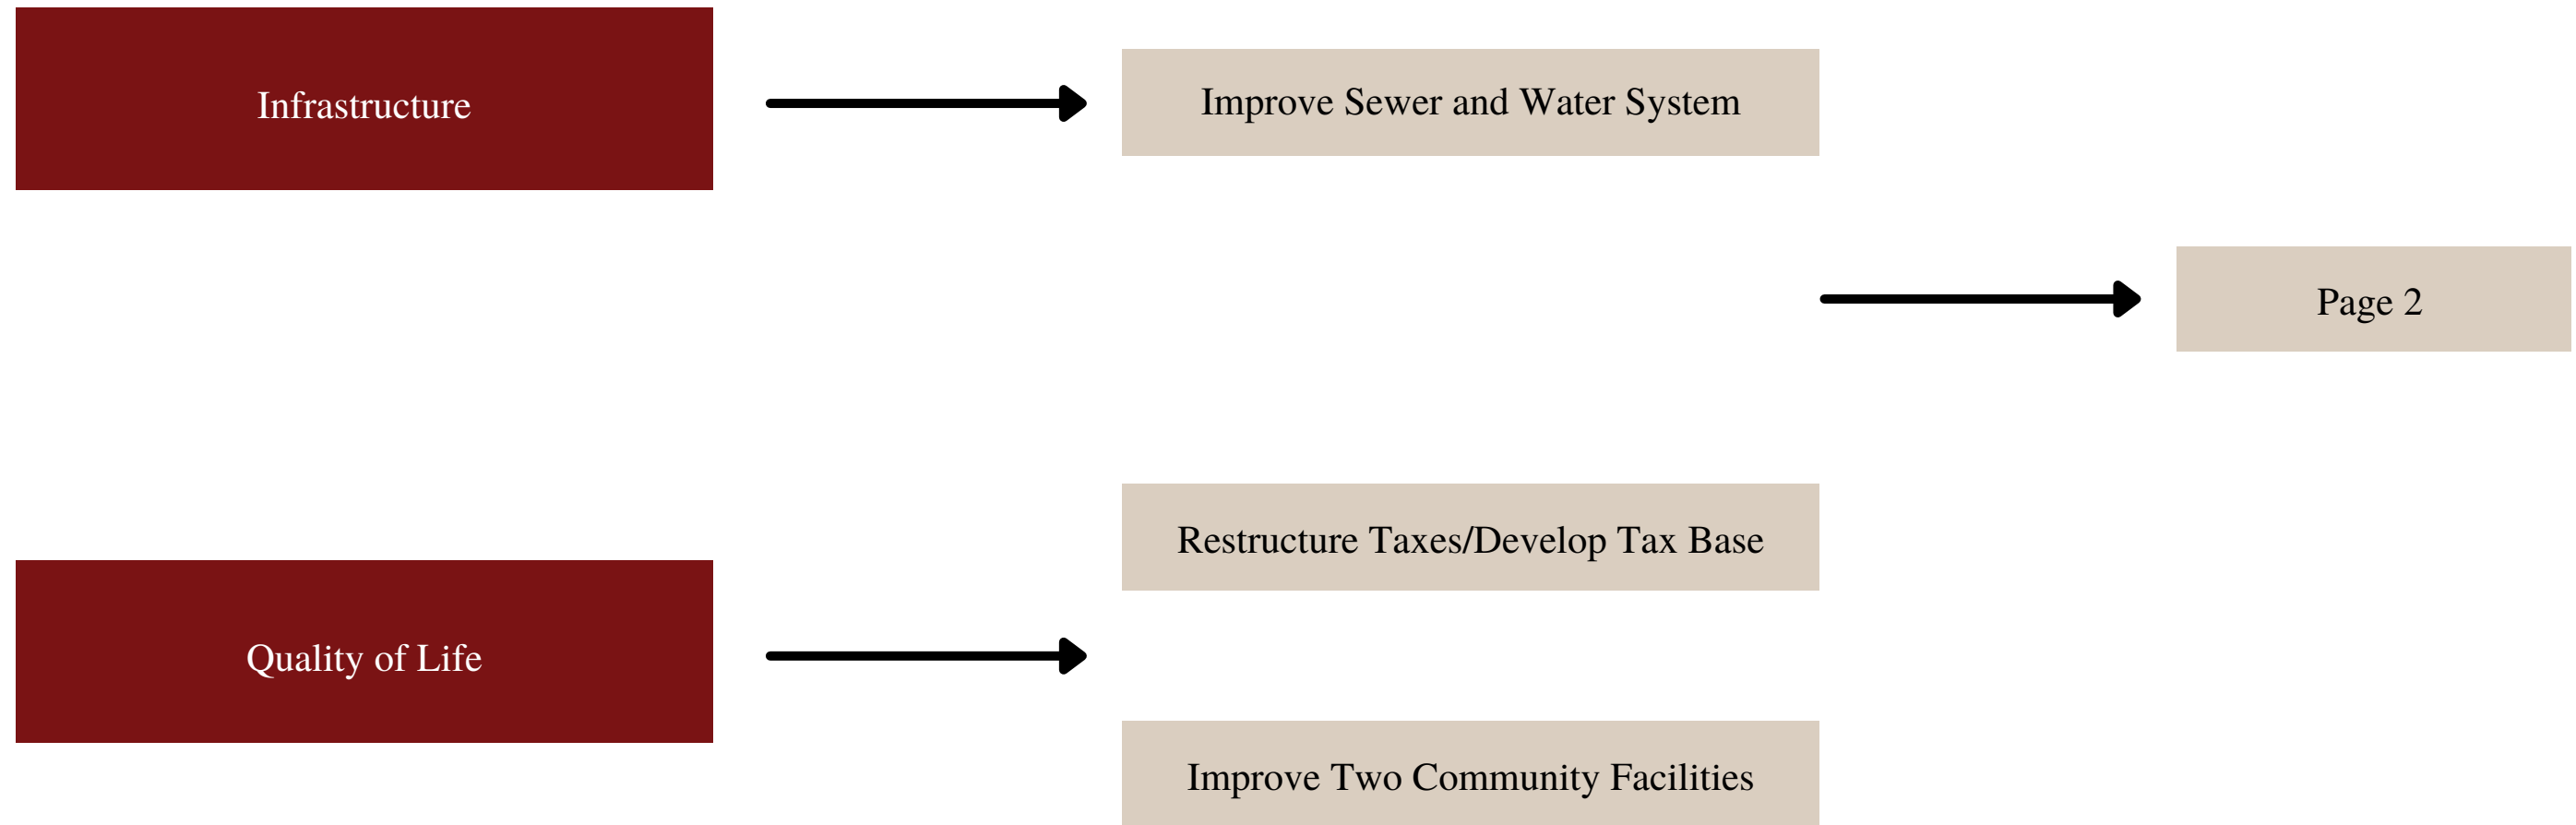 Infrastructure
Improve Sewer and Water System
Page 2
Restructure Taxes/Develop Tax Base
Quality of Life
Improve Two Community Facilities